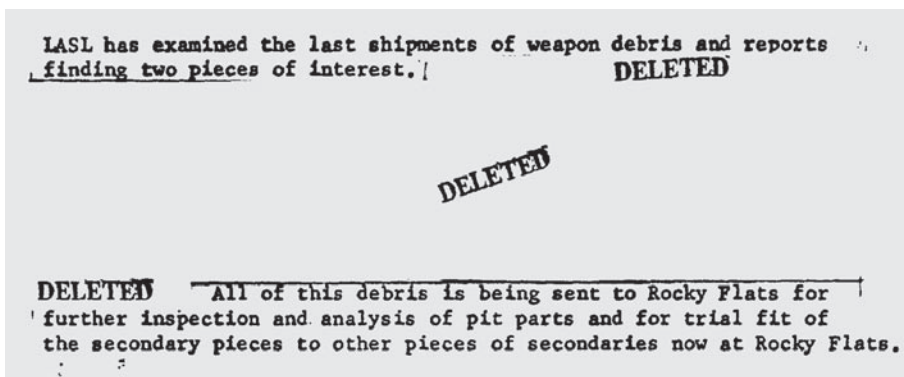 LASL has examined the last shipments of weapon debris and reports
finding two pieces of interest. DELETED
DELETED
DELETED All of this debris is being sent to Rocky Flats for
further inspection and analysis of pit parts and for trial fit of
the secondary pieces to other pieces of secondaries now at Rocky Flats.